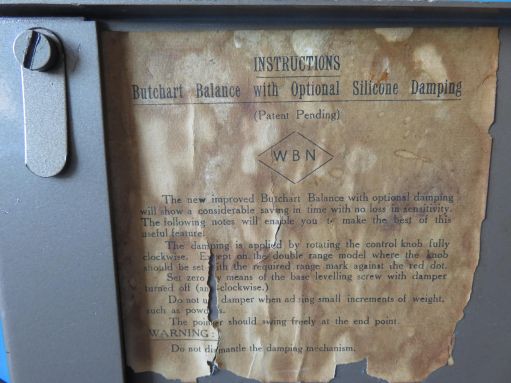 INSTRUCTIONS
Butchart Balance with Optional Silicone Damping
(Patent Pending)
WBN
The new improved Butchart Balance with optional damping
will show a considerable saving in time with no loss in sensitivity.
The following notes will enable you to make the best of this
useful feature.
The damping is applied by rotating the control knob fully
clockwise. Except on the double range model where the knob
should be set with the required range mark against the red dot.
Set zero by means of the base levelling screw with damper
turned off (an clockwise.)
Do not damper when adding small increments of weight,
such as powders.
The pointer should swing freely at the end point.
WARNING:
Do not dismantle the damping mechanism.